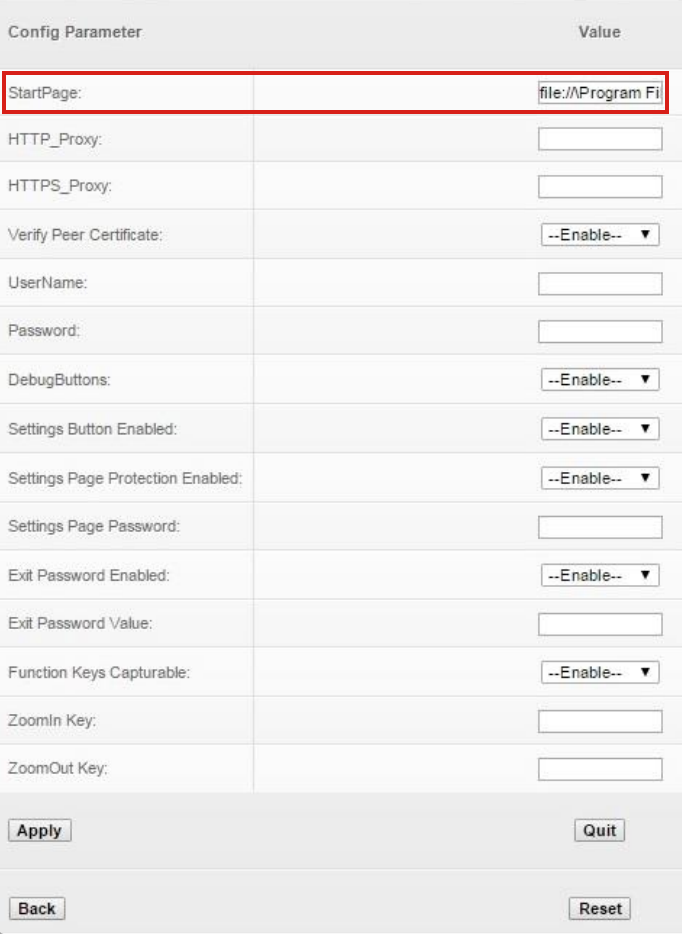 Config Parameter Value
StartPage: file://\Program Fi
HTTP_Proxy:
HTTPS_Proxy:
Verify Peer Certificate: --Enable--
UserName:
Password:
DebugButtons: --Enable--
Settings Button Enabled: --Enable--
Settings Page Protection Enabled: --Enable--
Settings Page Password:
Exit Password Enabled: --Enable--
Exit Password Value:
Function Keys Capturable: --Enable--
ZoomIn Key:
ZoomOut Key:
Apply Quit
Back Reset